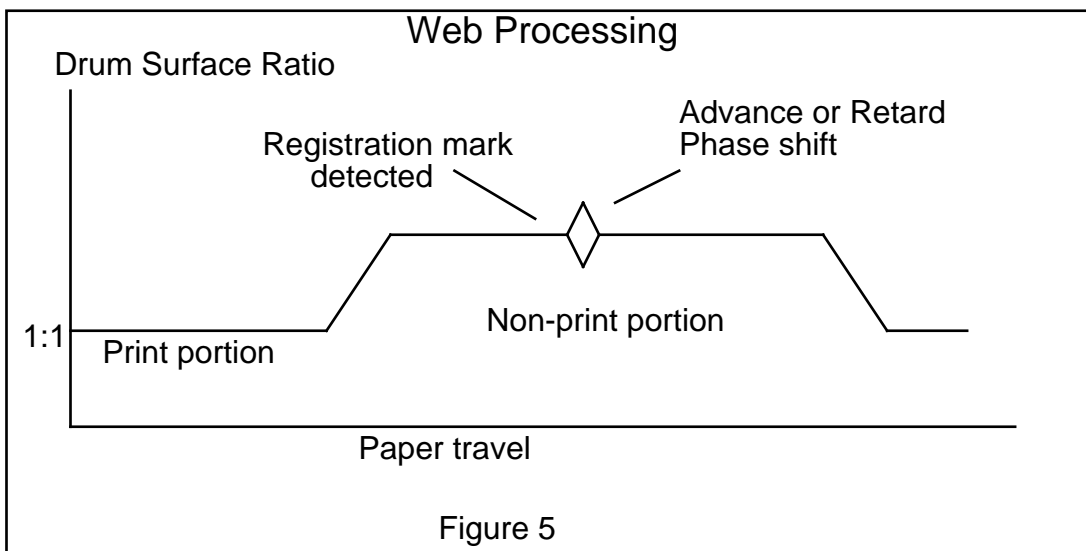 Web Processing
Drum Surface Ratio
Registration mark
detected
Advance or Retard
Phase shift
1:1
Print portion
Non-print portion
Paper travel
Figure 5